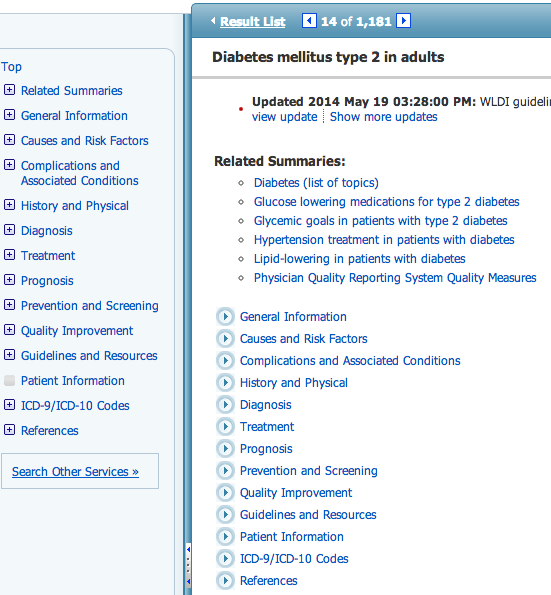 Top
Related Summaries
General Information
Causes and Risk Factors
Complications and
Associated Conditions
History and Physical
Diagnosis
Treatment
Prognosis
Prevention and Screening
Quality Improvement
Guidelines and Resources
Patient Information
ICD-9/ICD-10 Codes
References
Search Other Services »
Result List 14 of 1,181
Diabetes mellitus type 2 in adults
Updated 2014 May 19 03:28:00 PM: WLDI
view update Show more updates
Related Summaries:
Diabetes (list of topics)
Glucose lowering medications for type 2 diabetes
Glycemic goals in patients with type 2 diabetes
Hypertension treatment in patients with diabetes
Lipid-lowering in patients with diabetes
Physician Quality Reporting System Quality Measures
General Information
Causes and Risk Factors
Complications and Associated Conditions
History and Physical
Diagnosis
Treatment
Prognosis
Prevention and Screening
Quality Improvement
Guidelines and Resources
Patient Information
ICD-9/ICD-10 Codes
References